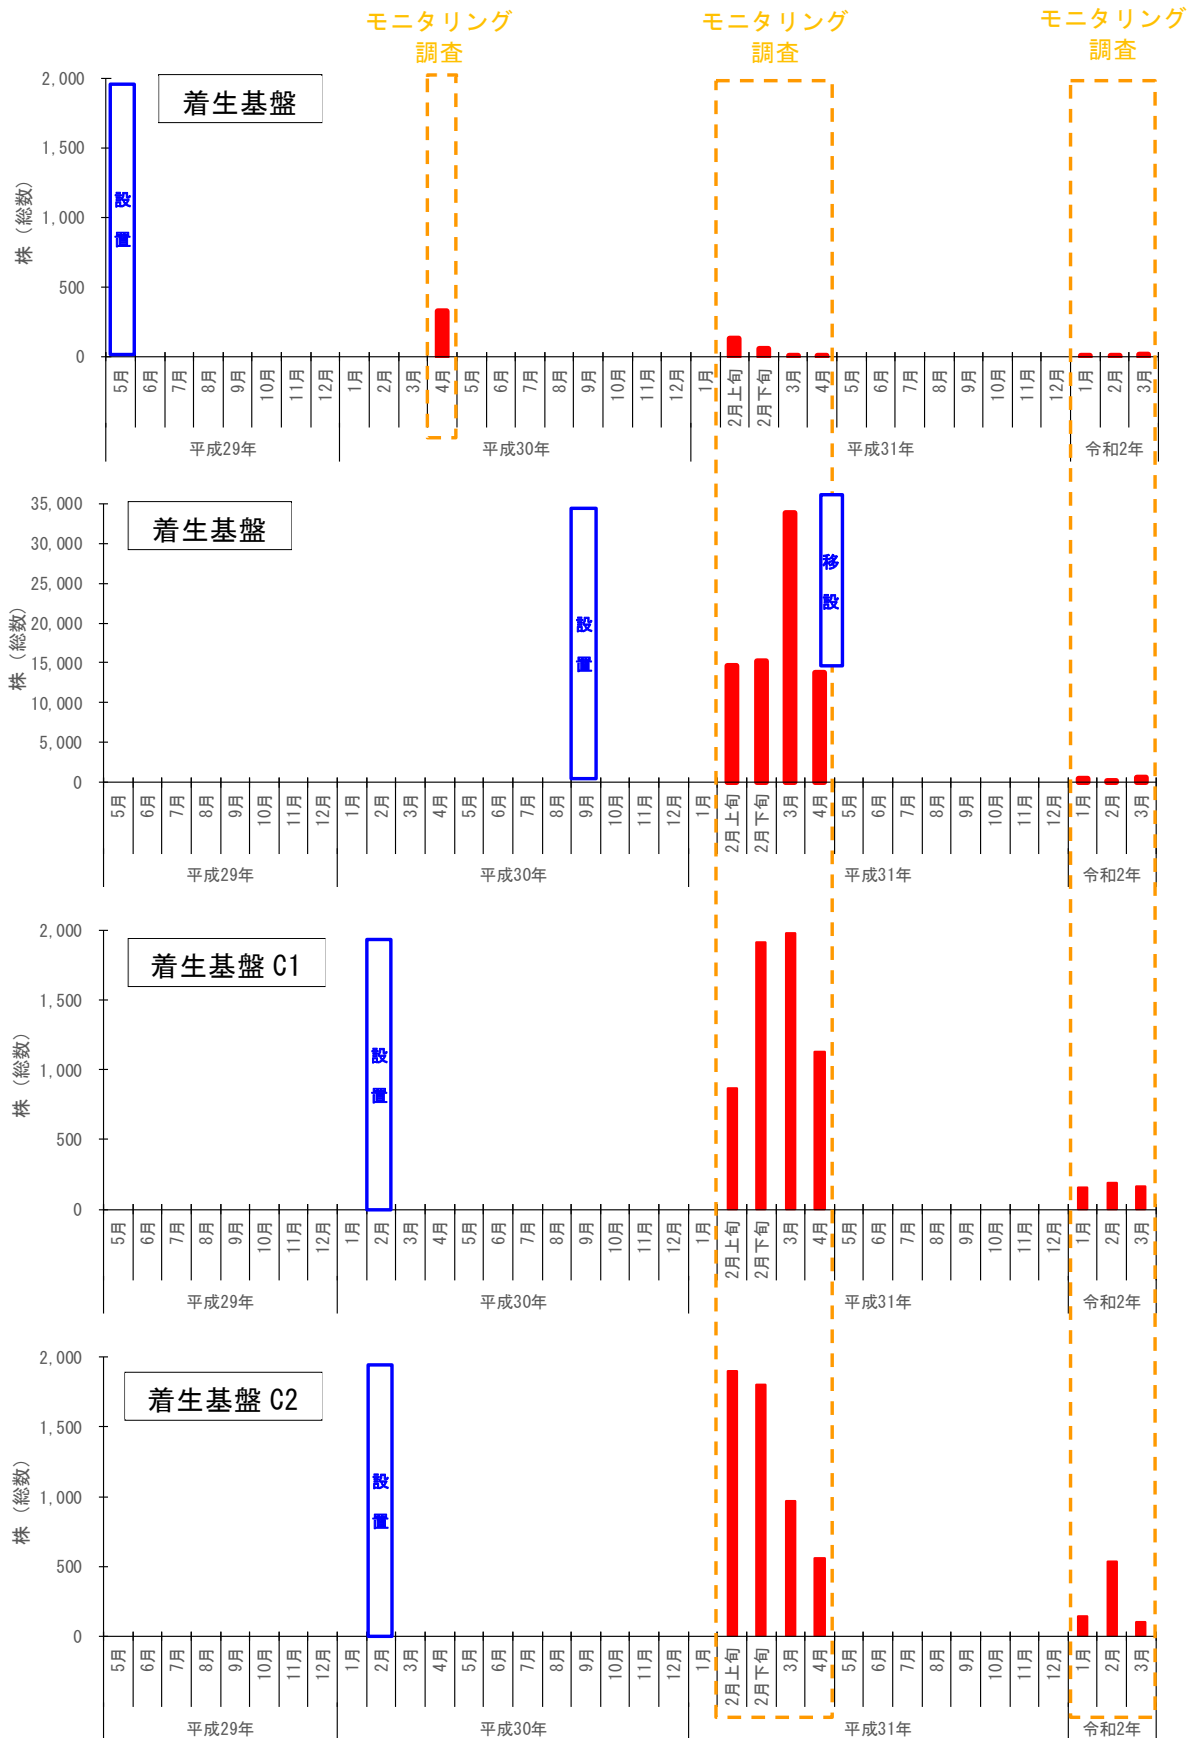 モニタリング
調査
モニタリング
調査
モニタリング
調査
着生基盤
株（総数）
2,000
1,500
1,000
500
0
設
置
5月 6月 7月 8月 9月 10月 11月 12月 1月 2月 3月 4月 5月 6月 7月 8月 9月 10月 11月 12月 1月 2月上旬 2月下旬 3月 4月 5月 6月 7月 8月 9月 10月 11月 12月 1月 2月 3月
平成29年 平成30年 平成31年 令和2年
着生基盤
株（総数）
35,000
30,000
25,000
20,000
15,000
10,000
5,000
0
設
置
移
設
5月 6月 7月 8月 9月 10月 11月 12月 1月 2月 3月 4月 5月 6月 7月 8月 9月 10月 11月 12月 1月 2月上旬 2月下旬 3月 4月 5月 6月 7月 8月 9月 10月 11月 12月 1月 2月 3月
平成29年 平成30年 平成31年 令和2年
着生基盤 C1
株（総数）
2,000
1,500
1,000
500
0
設
置
5月 6月 7月 8月 9月 10月 11月 12月 1月 2月 3月 4月 5月 6月 7月 8月 9月 10月 11月 12月 1月 2月上旬 2月下旬 3月 4月 5月 6月 7月 8月 9月 10月 11月 12月 1月 2月 3月
平成29年 平成30年 平成31年 令和2年
着生基盤 C2
株（総数）
2,000
1,500
1,000
500
0
設
置
5月 6月 7月 8月 9月 10月 11月 12月 1月 2月 3月 4月 5月 6月 7月 8月 9月 10月 11月 12月 1月 2月上旬 2月下旬 3月 4月 5月 6月 7月 8月 9月 10月 11月 12月 1月 2月 3月
平成29年 平成30年 平成31年 令和2年